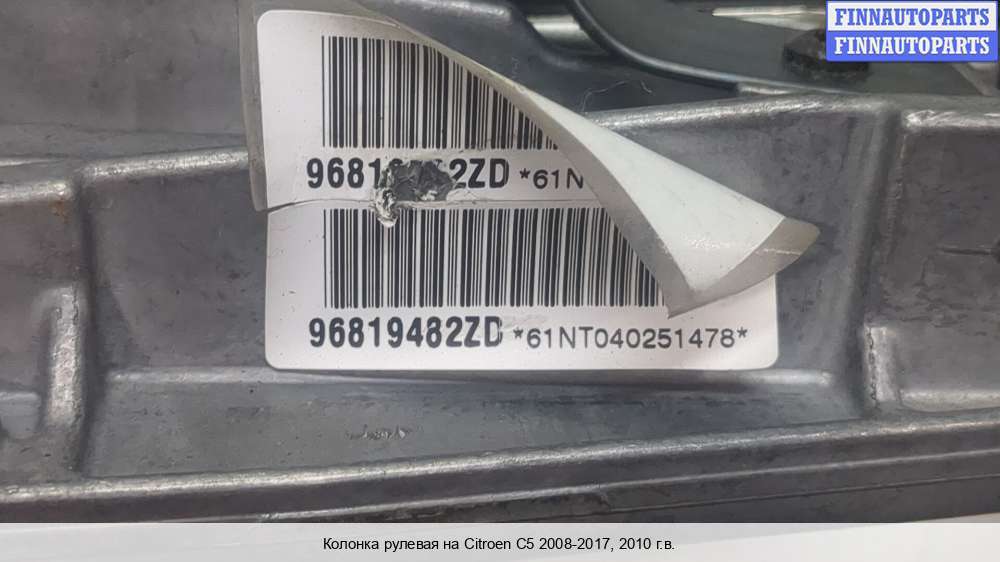 FINNAUTOPARTS
FINNAUTOPARTS
*61N
96819482ZD *61NT040251478*
Колонка рулевая на Citroen C5 2008-2017, 2010 г.в.